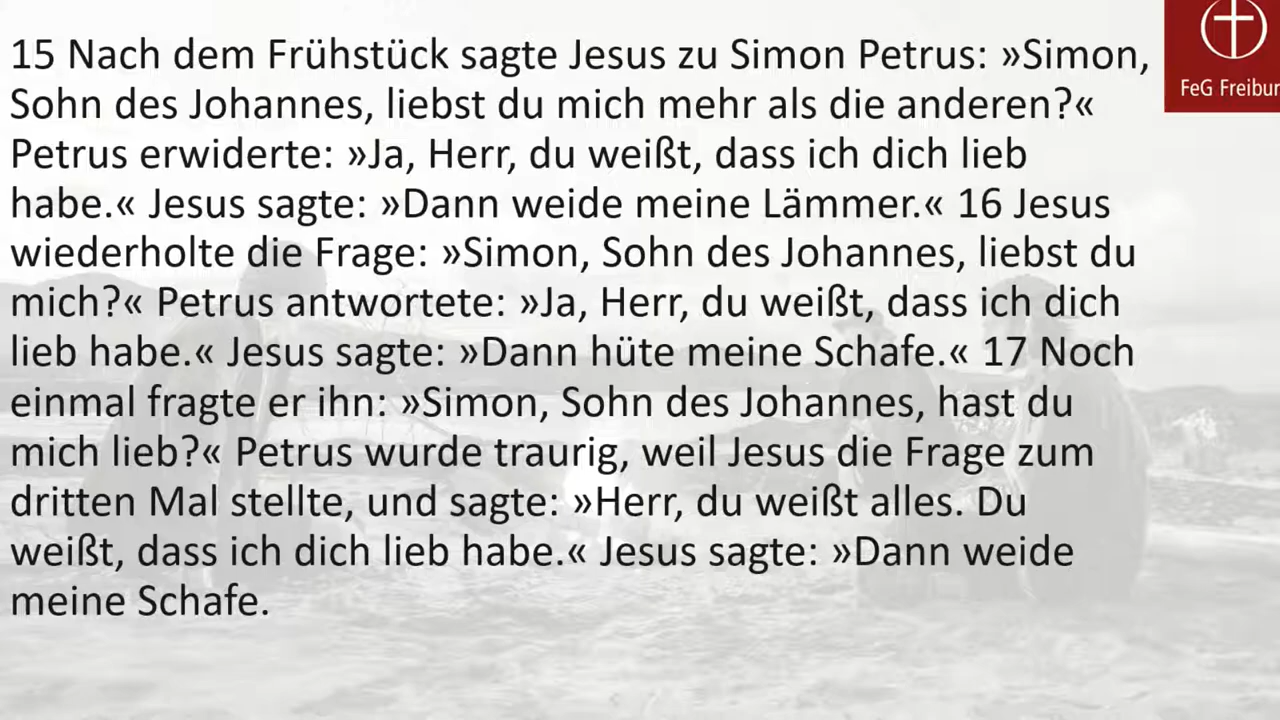 15 Nach dem Frühstück sagte Jesus zu Simon Petrus: »Simon,
Sohn des Johannes, liebst du mich mehr als die anderen?«
Petrus erwiderte: »Ja, Herr, du weißt, dass ich dich lieb
habe.« Jesus sagte: »Dann weide meine Lämmer.« 16 Jesus
wiederholte die Frage: »Simon, Sohn des Johannes, liebst du
mich?« Petrus antwortete: »Ja, Herr, du weißt, dass ich dich
lieb habe.« Jesus sagte: »Dann hüte meine Schafe.« 17 Noch
einmal fragte er ihn: »Simon, Sohn des Johannes, hast du
mich lieb?« Petrus wurde traurig, weil Jesus die Frage zum
dritten Mal stellte, und sagte: »Herr, du weißt alles. Du
weißt, dass ich dich lieb habe.« Jesus sagte: »Dann weide
meine Schafe.
FeG Freibur